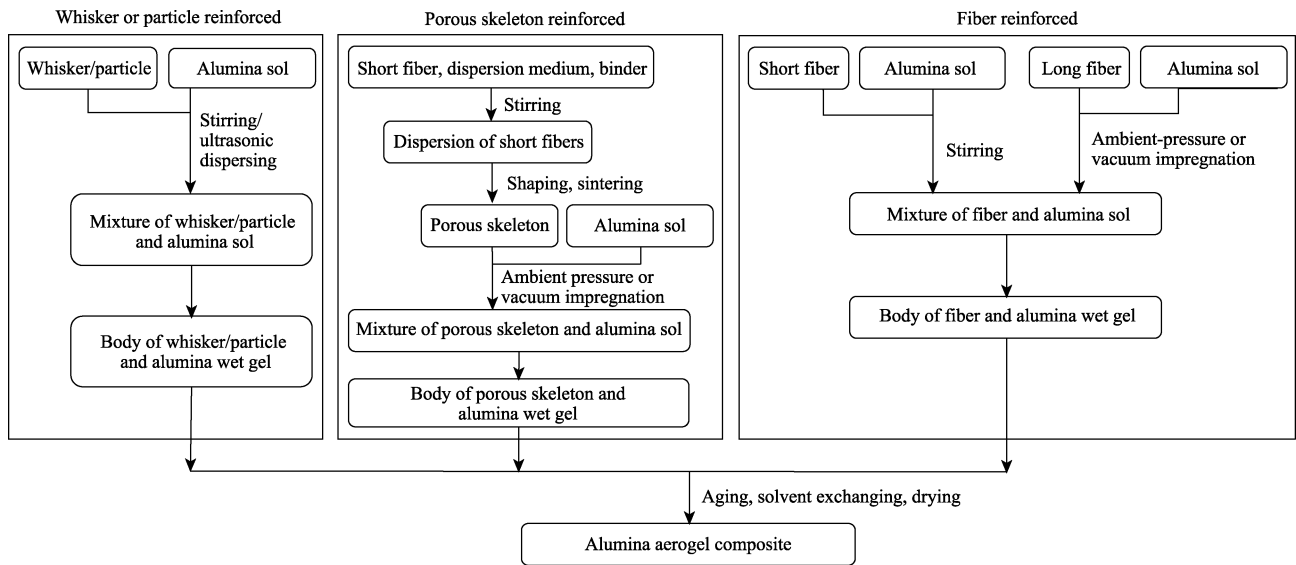 Whisker or particle reinforced
Whisker/particle
Alumina sol
Stirring/
ultrasonic
dispersing
Mixture of whisker/particle
and alumina sol
Body of whisker/particle
and alumina wet gel
Porous skeleton reinforced
Short fiber, dispersion medium, binder
Stirring
Dispersion of short fibers
Shaping, sintering
Porous skeleton
Alumina sol
Ambient pressure or
vacuum impregnation
Mixture of porous skeleton and alumina sol
Body of porous skeleton and
alumina wet gel
Fiber reinforced
Short fiber
Alumina sol
Long fiber
Alumina sol
Stirring
Ambient-pressure or
vacuum impregnation
Mixture of fiber and alumina sol
Body of fiber and alumina wet gel
Aging, solvent exchanging, drying
Alumina aerogel composite